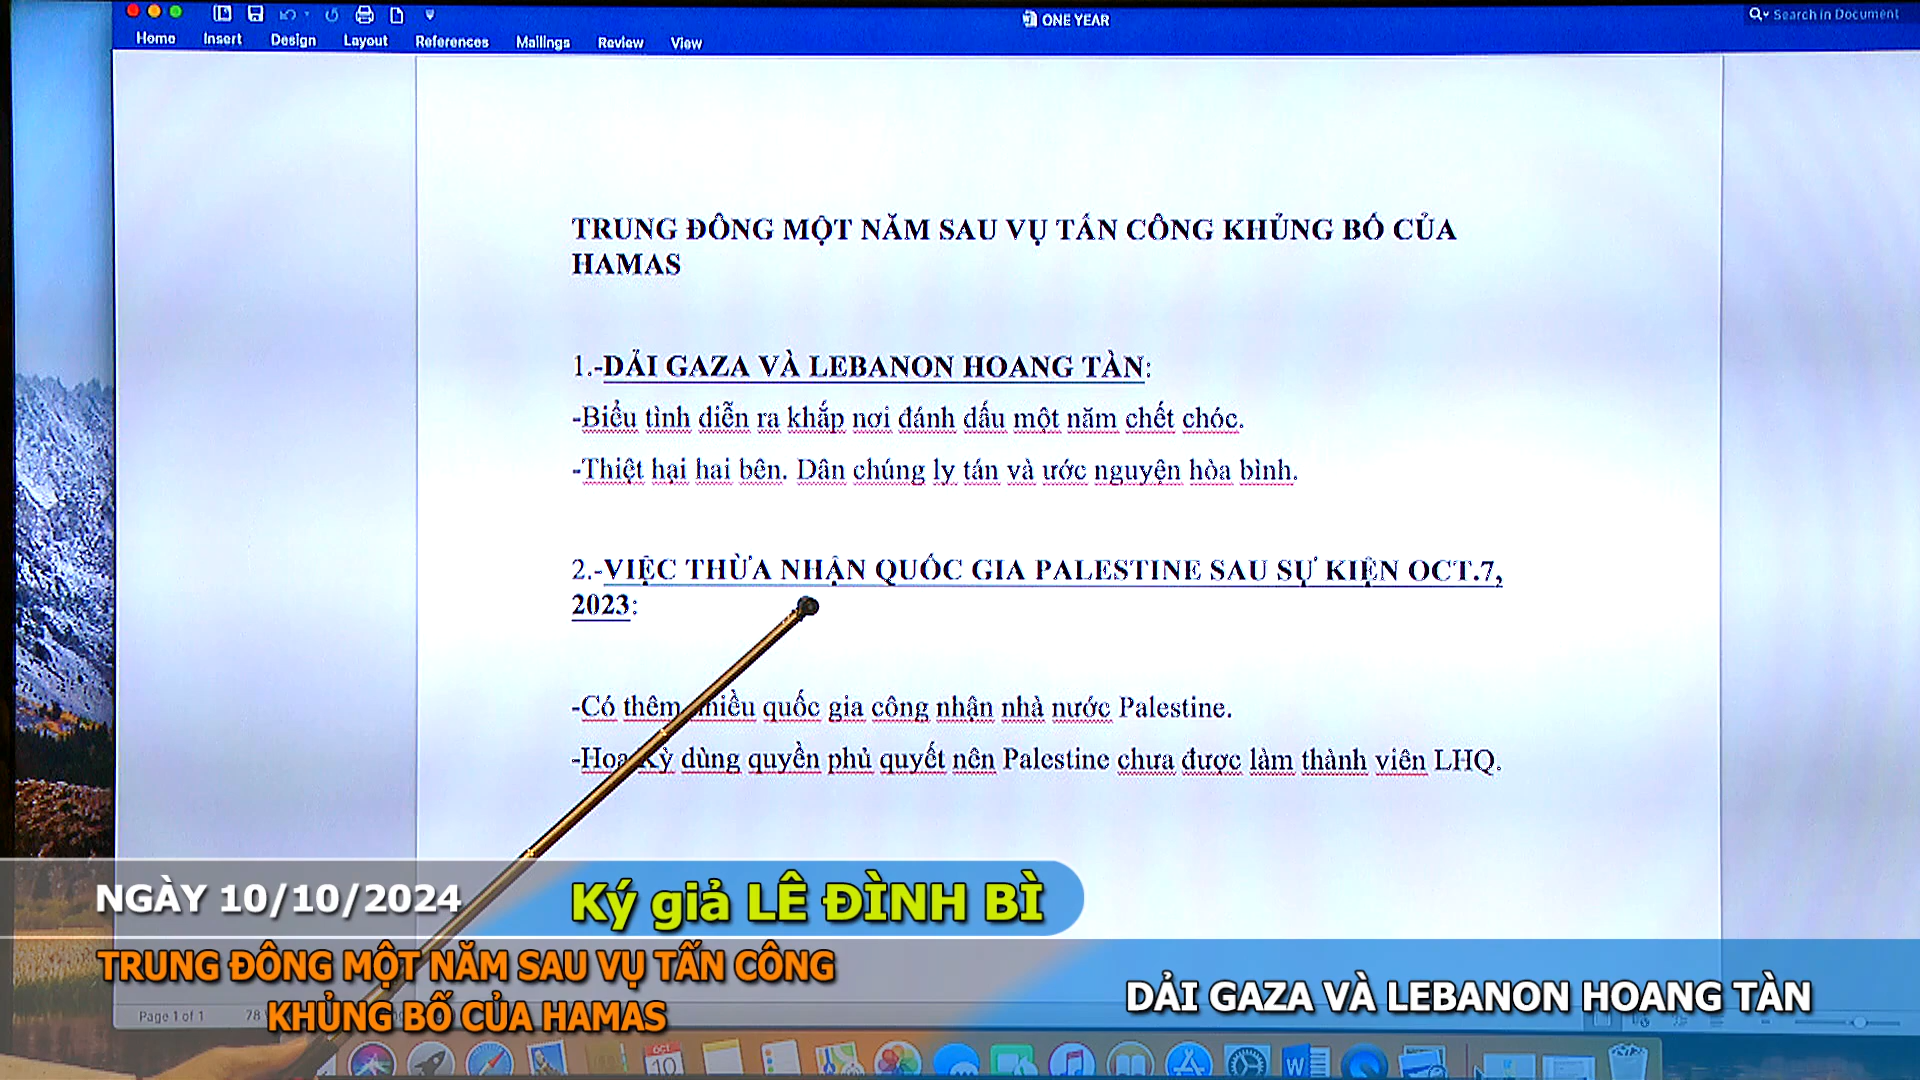 ONE YEAR
Search in Document
Home Insert Design Layout References Mailings Review View
TRUNG ĐÔNG MỘT NĂM SAU VỤ TẤN CÔNG KHỦNG BỐ CỦA
HAMAS
1.-DẢI GAZA VÀ LEBANON HOANG TÀN:
-Biểu tình diễn ra khắp nơi đánh dấu một năm chết chóc.
-Thiệt hại hai bên. Dân chúng ly tán và ước nguyện hòa bình.
2.-VIỆC THỪA NHẬN QUỐC GIA PALESTINE SAU SỰ KIỆN OCT.7,
2023:
-Có thêm nhiều quốc gia công nhận nhà nước Palestine.
-Hoa Kỳ dùng quyền phủ quyết nên Palestine chưa được làm thành viên LHQ.
NGÀY 10/10/2024
Ký giả LÊ ĐÌNH BÌ
TRUNG ĐÔNG MỘT NĂM SAU VỤ TẤN CÔNG
KHỦNG BỐ CỦA HAMAS
DẢI GAZA VÀ LEBANON HOANG TÀN
Page 1 of 1 78
OCT
10